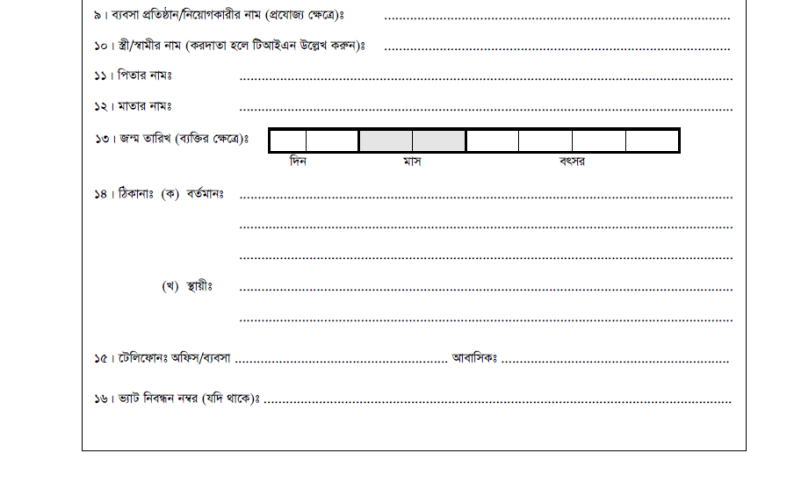 ৯। ব্যবসা প্রতিষ্ঠান/নিয়োগকারীর নাম (প্রযোজ্য ক্ষেত্রে)ঃ ........................................................................................
১০। স্ত্রী/স্বামীর নাম (করদাতা হলে টিআইএন উল্লেখ করুন)ঃ ........................................................................................
১১। পিতার নামঃ ........................................................................................
১২। মাতার নামঃ ........................................................................................
১৩। জন্ম তারিখ (ব্যক্তির ক্ষেত্রে)ঃ
দিন মাস বৎসর
১৪। ঠিকানাঃ (ক) বর্তমানঃ ........................................................................................
........................................................................................
........................................................................................
(খ) স্থায়ীঃ ........................................................................................
........................................................................................
১৫। টেলিফোনঃ অফিস/ব্যবসা ........................................................ আবাসিকঃ ............................................................
১৬। ভ্যাট নিবন্ধন নম্বর (যদি থাকে)ঃ ........................................................................................